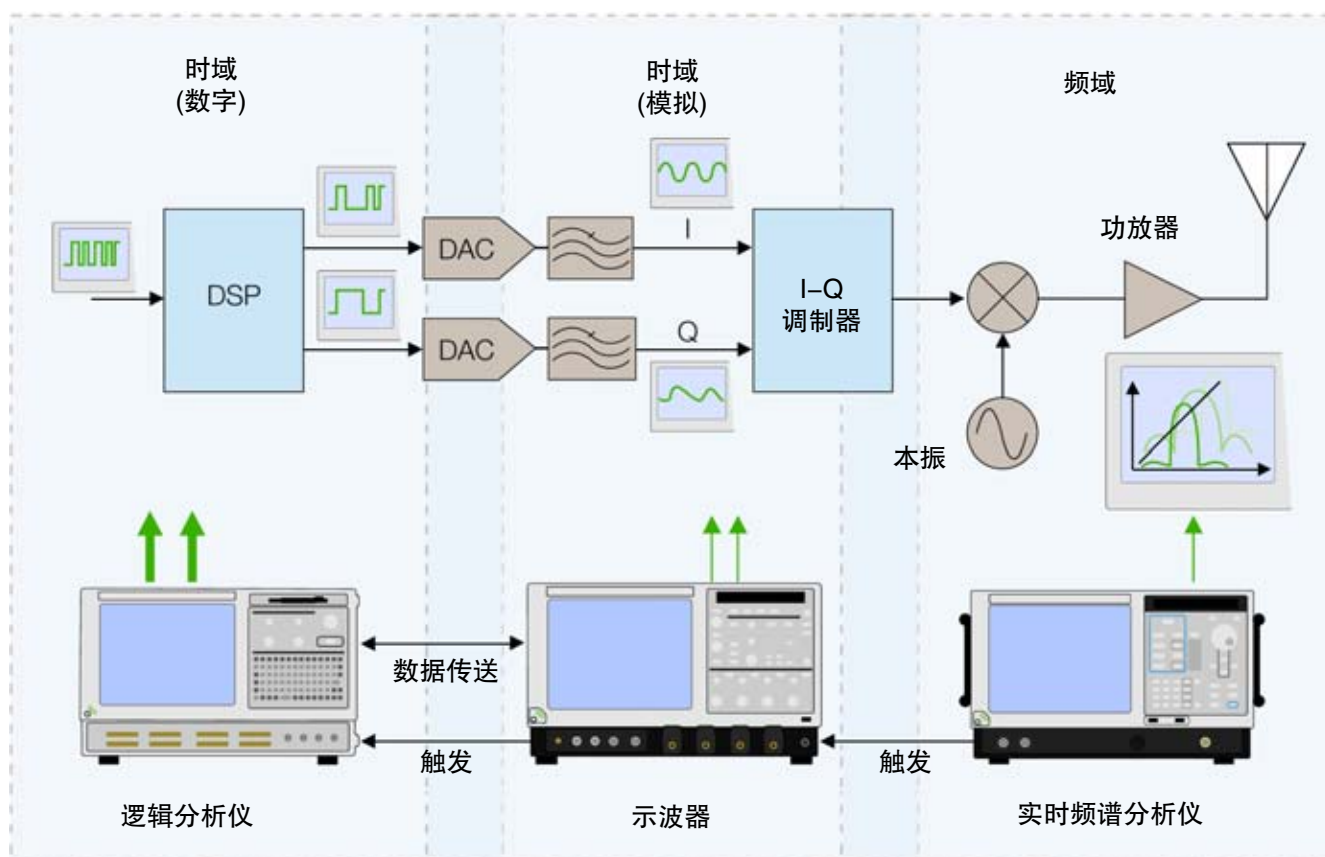 时域
(数字)
时域
(模拟)
频域
DSP
DAC
I
DAC
Q
I–Q
调制器
功放器
本振
数据传送
触发
触发
逻辑分析仪
示波器
实时频谱分析仪